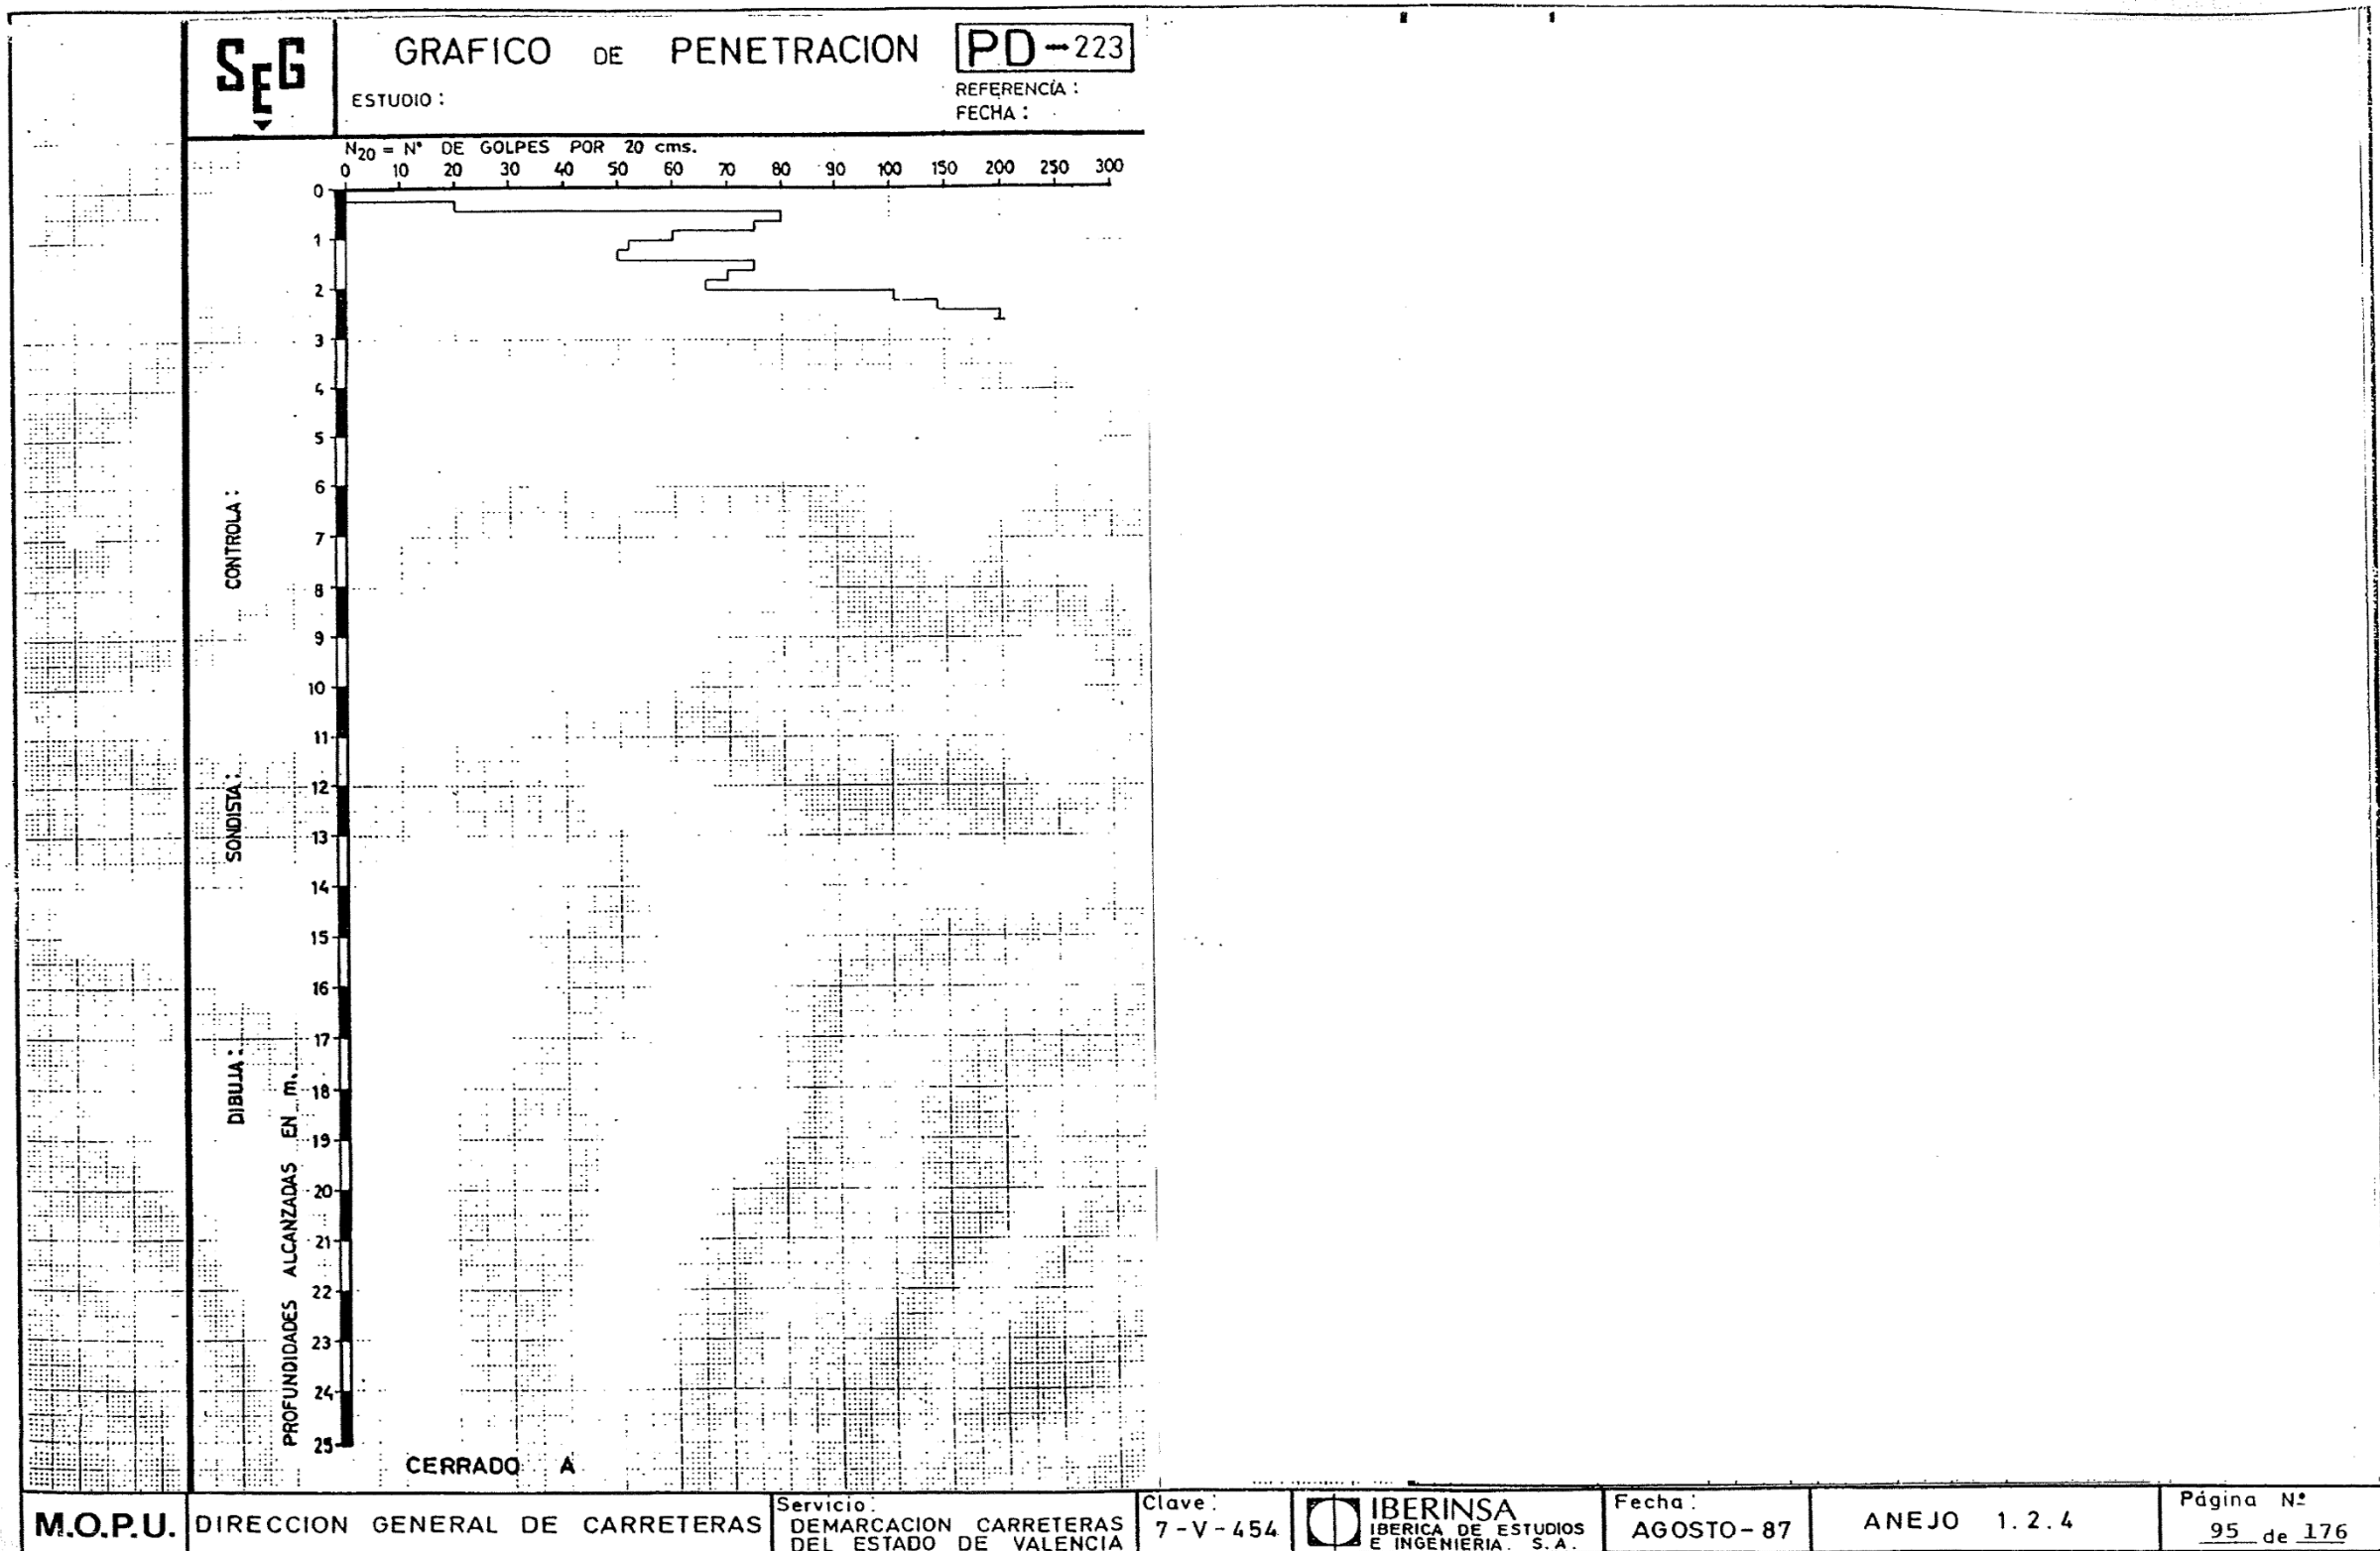 SEG
GRAFICO DE PENETRACION
PD-223
ESTUDIO :
REFERENCÍA :
FECHA :
N20 = Nº DE GOLPES POR 20 cms.
0 10 20 30 40 50 60 70 80 90 100 150 200 250 300
0
1
2
3
4
5
6
7
8
9
10
11
12
13
14
15
16
17
18
19
20
21
22
23
24
25
CONTROLA :
SONDISTA :
DIBUJA :
PROFUNDIDADES ALCANZADAS EN m.
CERRADO A
M.O.P.U.
DIRECCION GENERAL DE CARRETERAS
Servicio :
DEMARCACION CARRETERAS
DEL ESTADO DE VALENCIA
Clave :
7-V-454
IBERINSA
IBERICA DE ESTUDIOS
E INGENIERIA. S.A.
Fecha :
AGOSTO-87
ANEJO 1.2.4
Página Nº
95 de 176